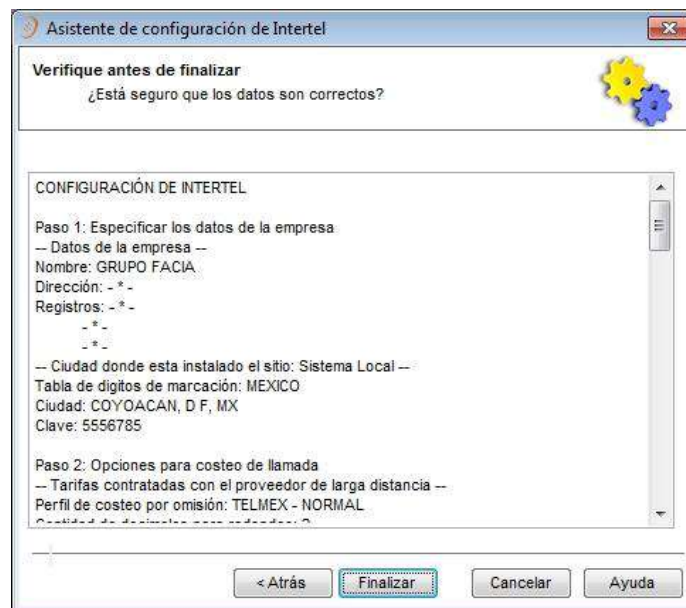 Asistente de configuración de Intertel
Verifique antes de finalizar
¿Está seguro que los datos son correctos?
CONFIGURACIÓN DE INTERTEL
Paso 1: Especificar los datos de la empresa
-- Datos de la empresa --
Nombre: GRUPO FACIA
Dirección: - * -
Registros: - * -
- * -
- * -
-- Ciudad donde esta instalado el sitio: Sistema Local --
Tabla de digitos de marcación: MEXICO
Ciudad: COYOACAN, D F, MX
Clave: 5556785
Paso 2: Opciones para costeo de llamada
-- Tarifas contratadas con el proveedor de larga distancia --
Perfil de costeo por omisión: TELMEX - NORMAL
< Atrás
Finalizar
Cancelar
Ayuda